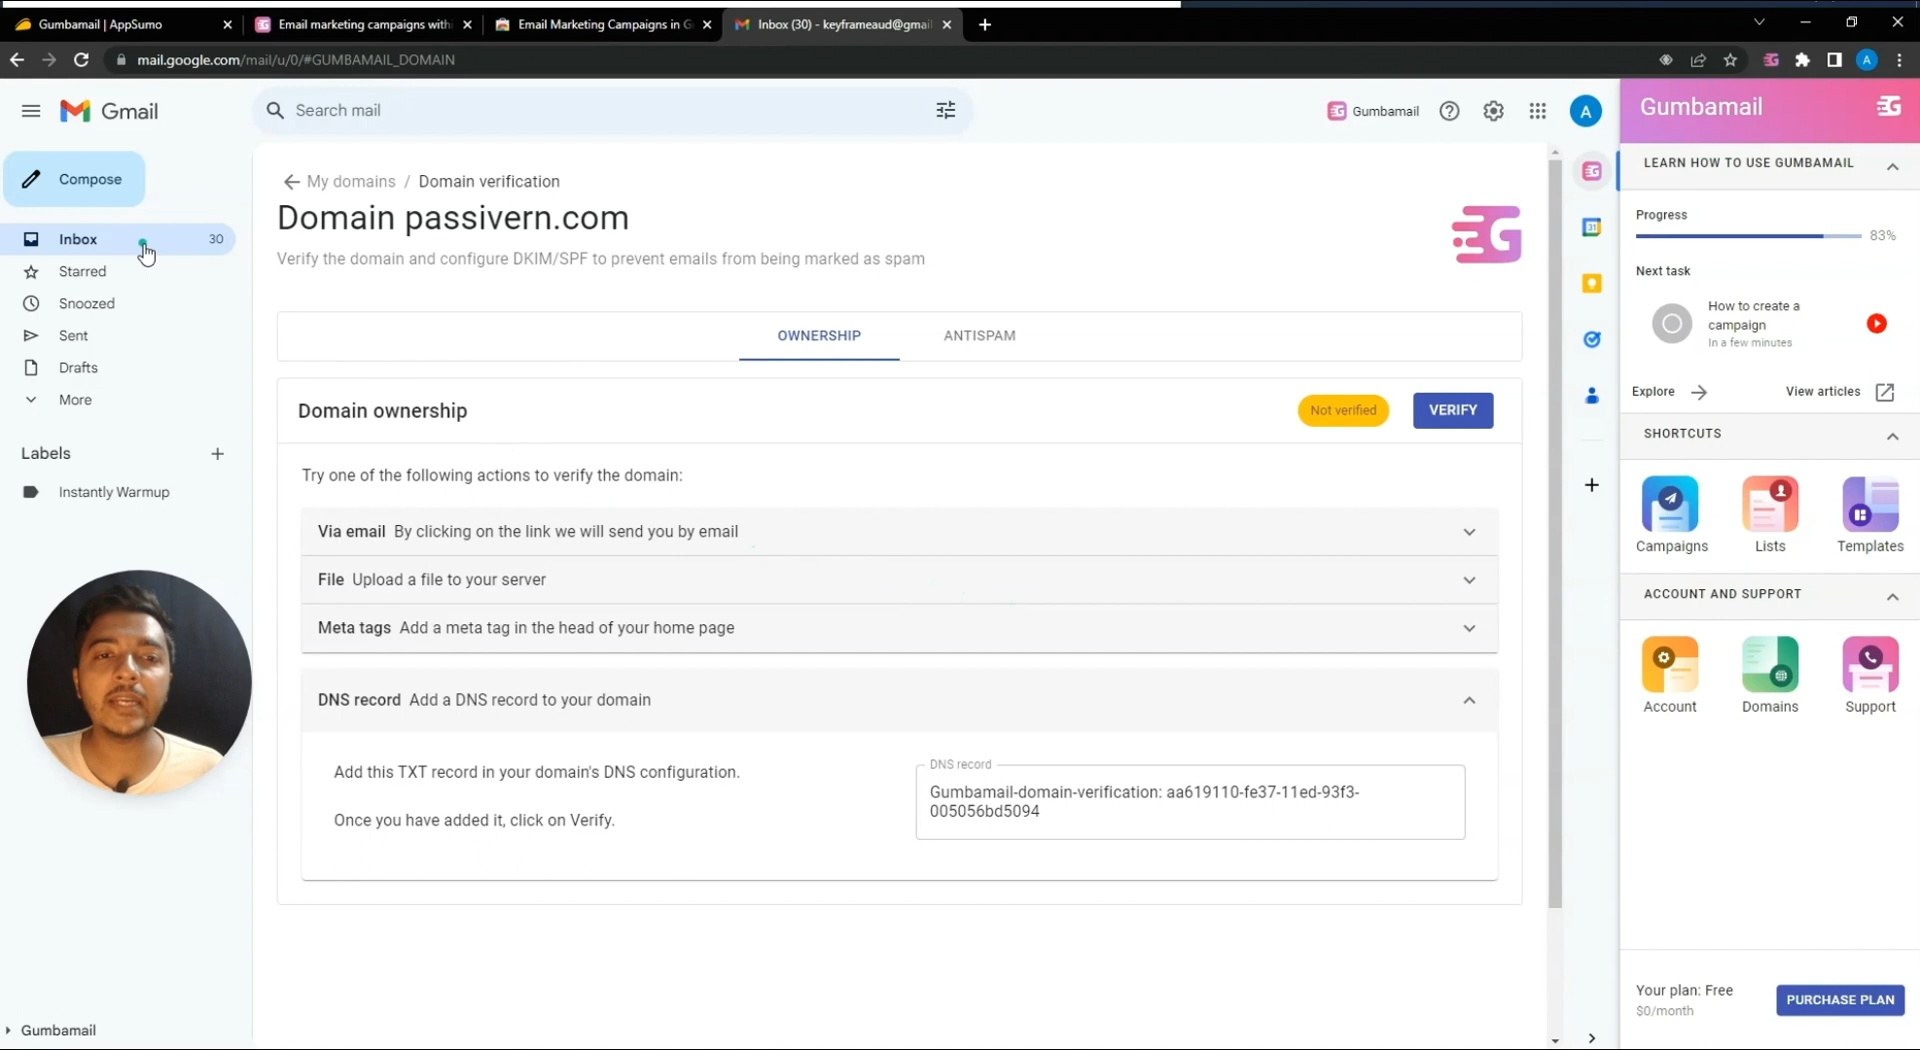 Gumbamail | AppSumo
Email marketing campaigns with
Email Marketing Campaigns in G
Inbox (30) - keyframeaud@gmail
mail.google.com/mail/u/0/#GUMBAMAIL_DOMAIN
A
Gmail
Search mail
Gumbamail
A
Gumbamail
Compose
Inbox 30
Starred
Snoozed
Sent
Drafts
More
Labels
Instantly Warmup
Gumbamail
My domains / Domain verification
Domain passivern.com
Verify the domain and configure DKIM/SPF to prevent emails from being marked as spam
OWNERSHIP ANTISPAM
Domain ownership
Not verified
VERIFY
Try one of the following actions to verify the domain:
Via email By clicking on the link we will send you by email
File Upload a file to your server
Meta tags Add a meta tag in the head of your home page
DNS record Add a DNS record to your domain
Add this TXT record in your domain's DNS configuration.
Once you have added it, click on Verify.
DNS record
Gumbamail-domain-verification: aa619110-fe37-11ed-93f3-
005056bd5094
LEARN HOW TO USE GUMBAMAIL
Progress
83%
Next task
How to create a
campaign
In a few minutes
Explore
View articles
SHORTCUTS
Campaigns Lists Templates
ACCOUNT AND SUPPORT
Account Domains Support
Your plan: Free
$0/month
PURCHASE PLAN